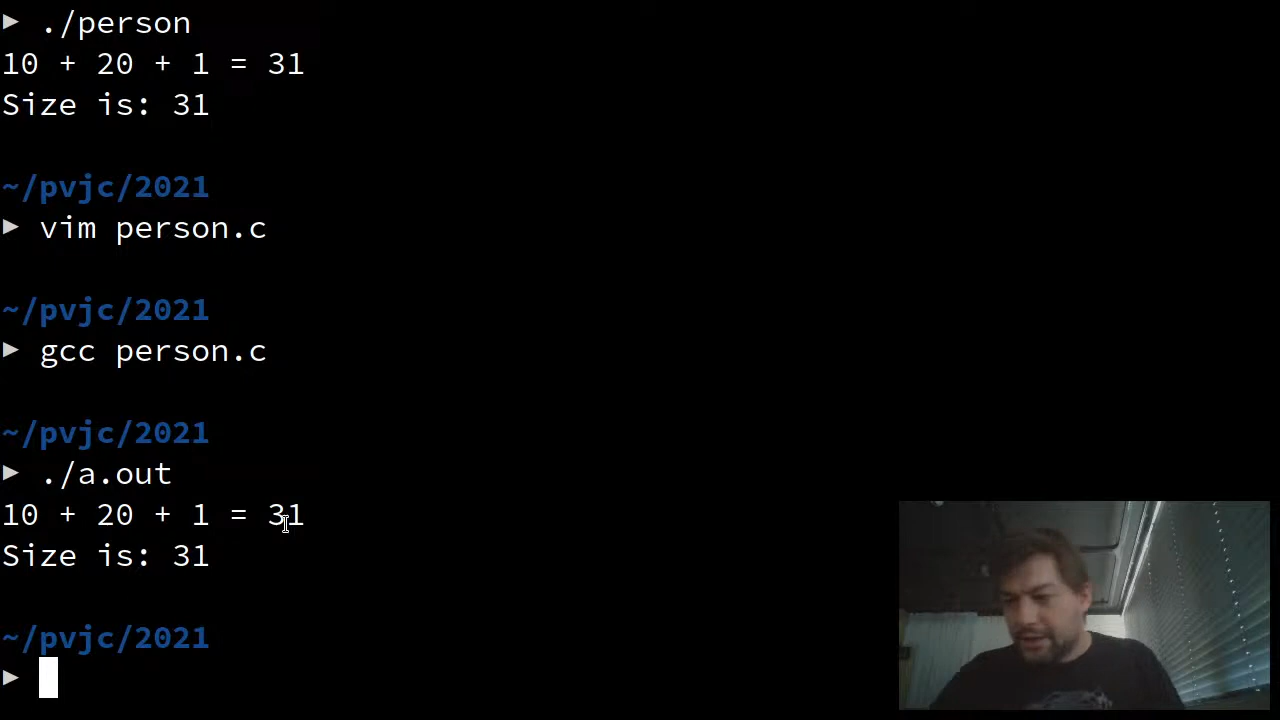 ▶ ./person
10 + 20 + 1 = 31
Size is: 31
~/pvjc/2021
▶ vim person.c
~/pvjc/2021
▶ gcc person.c
~/pvjc/2021
▶ ./a.out
10 + 20 + 1 = 31
Size is: 31
~/pvjc/2021
▶